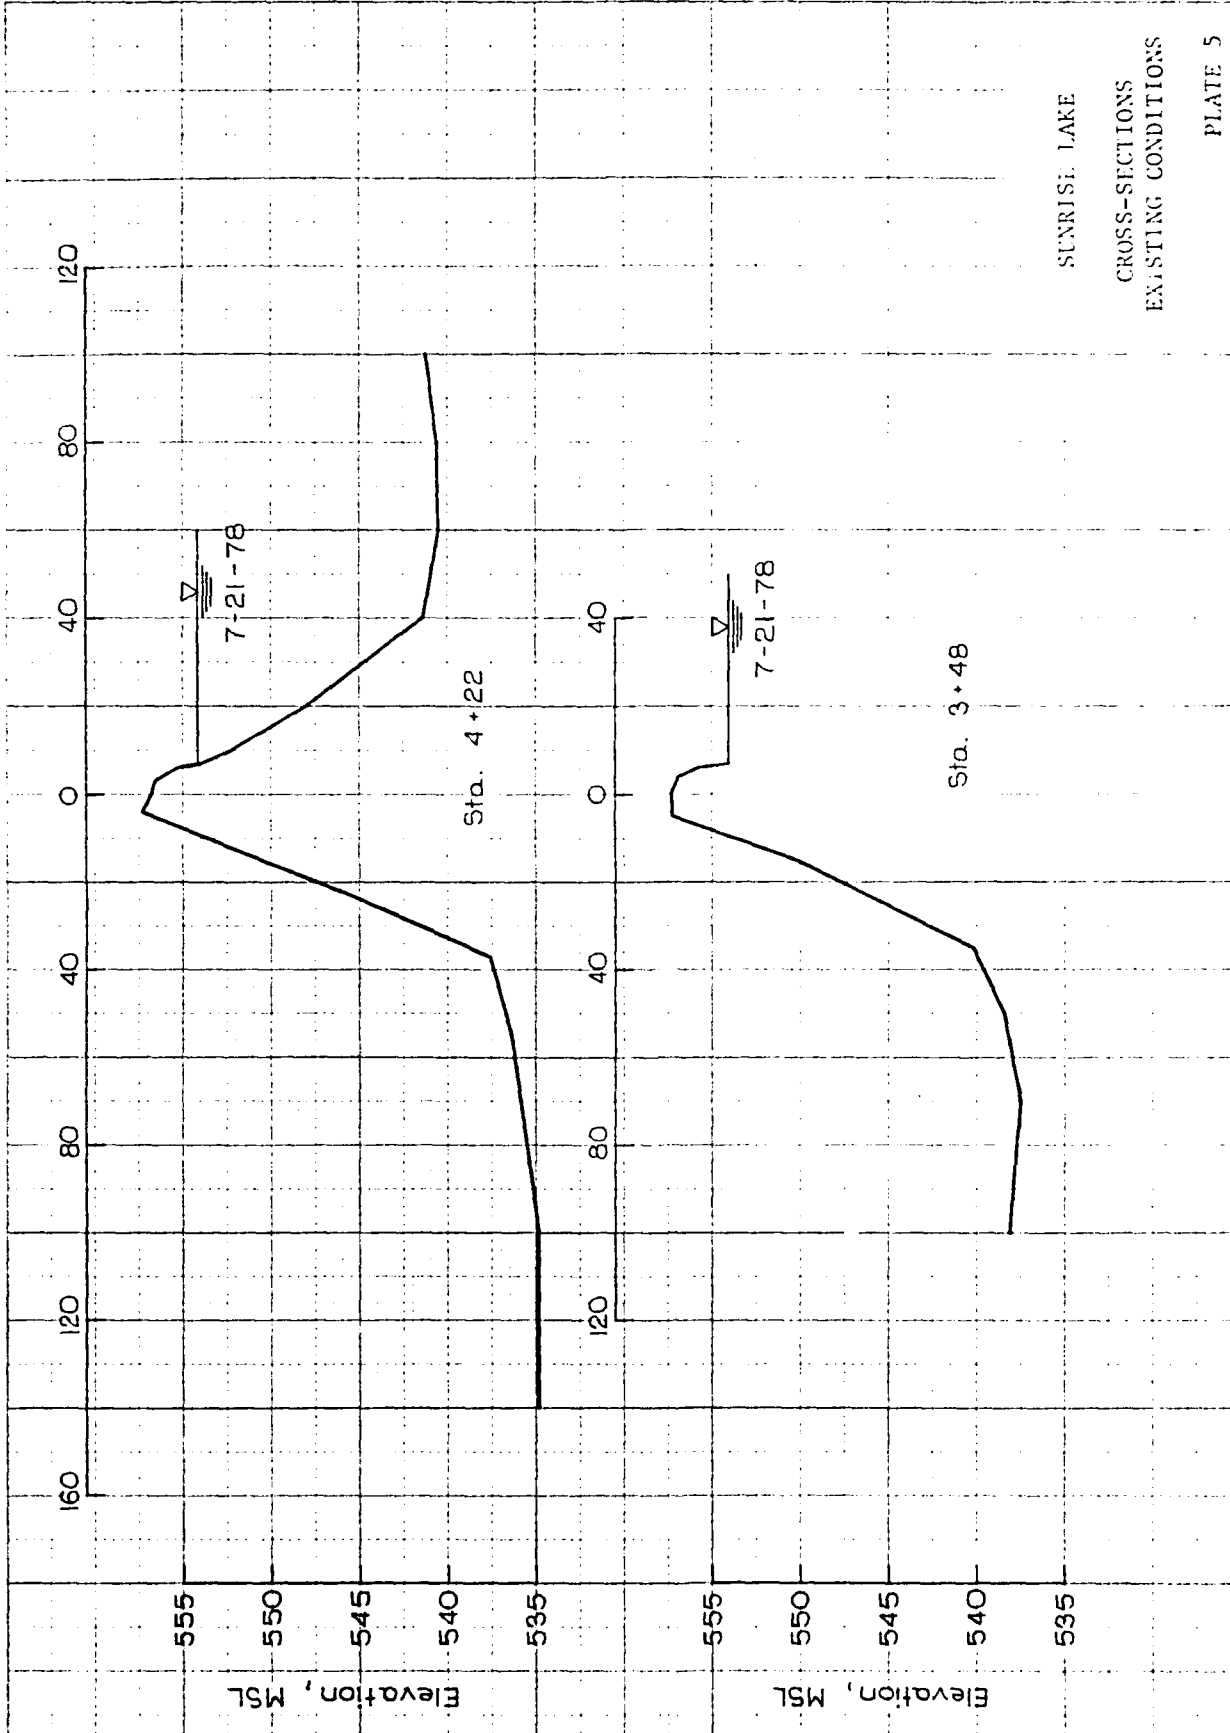 160 120 80 40 0 40 80 120
555
550
545
540
535
Elevation, MSL
7-21-78
Sta. 4+22
120 80 40 0 40
555
550
545
540
535
Elevation, MSL
7-21-78
Sta. 3+48
SUNRISE LAKE
CROSS-SECTIONS
EXISTING CONDITIONS
PLATE 5